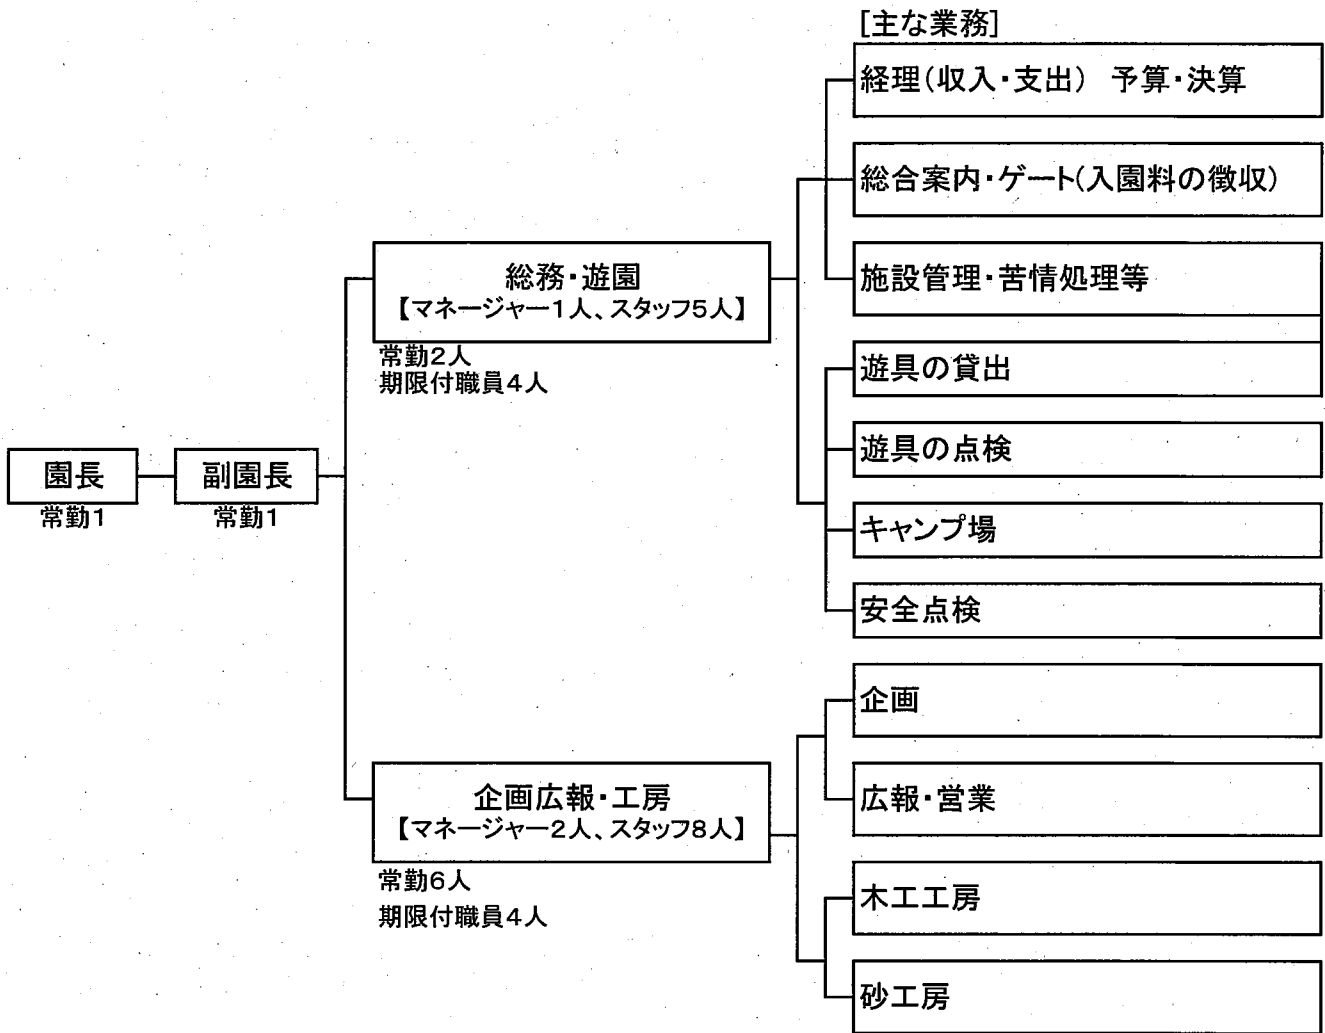 [主な業務]
経理(収入・支出)　予算・決算
総合案内・ゲート(入園料の徴収)
総務・遊園
【マネージャー1人、スタッフ5人】
常勤2人
期限付職員4人
施設管理・苦情処理等
遊具の貸出
遊具の点検
園長
常勤1
副園長
常勤1
キャンプ場
安全点検
企画
企画広報・工房
【マネージャー2人、スタッフ8人】
常勤6人
期限付職員4人
広報・営業
木工工房
砂工房